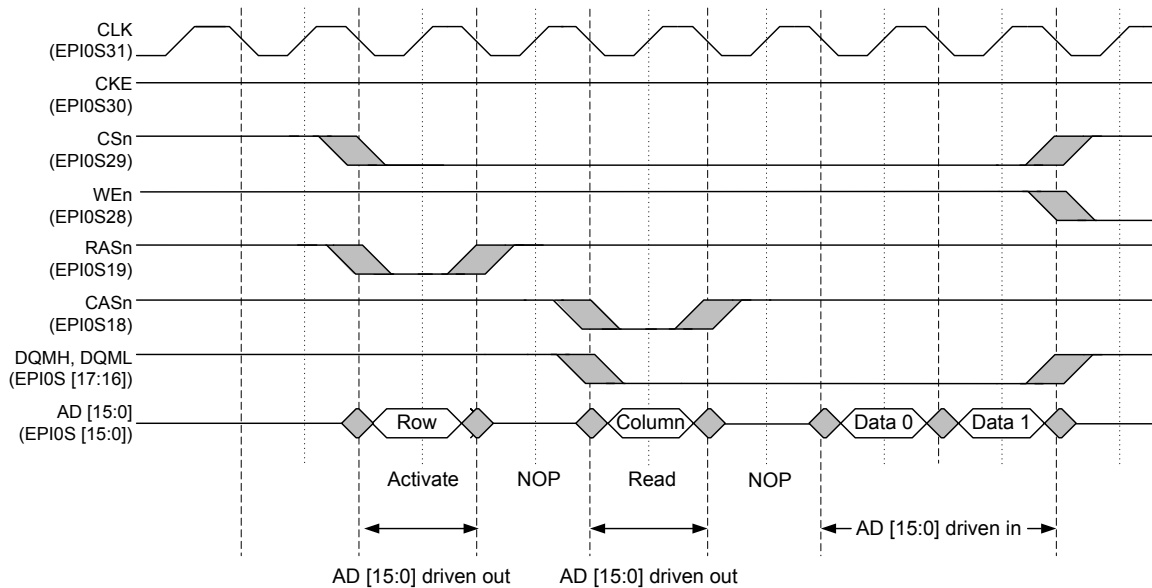 CLK
(EPI0S31)
CKE
(EPI0S30)
CSn
(EPI0S29)
WEn
(EPI0S28)
RASn
(EPI0S19)
CASn
(EPI0S18)
DQMH, DQML
(EPI0S [17:16])
AD [15:0]
(EPI0S [15:0])
Row Column Data 0 Data 1
Activate NOP Read NOP
AD [15:0] driven in
AD [15:0] driven out AD [15:0] driven out